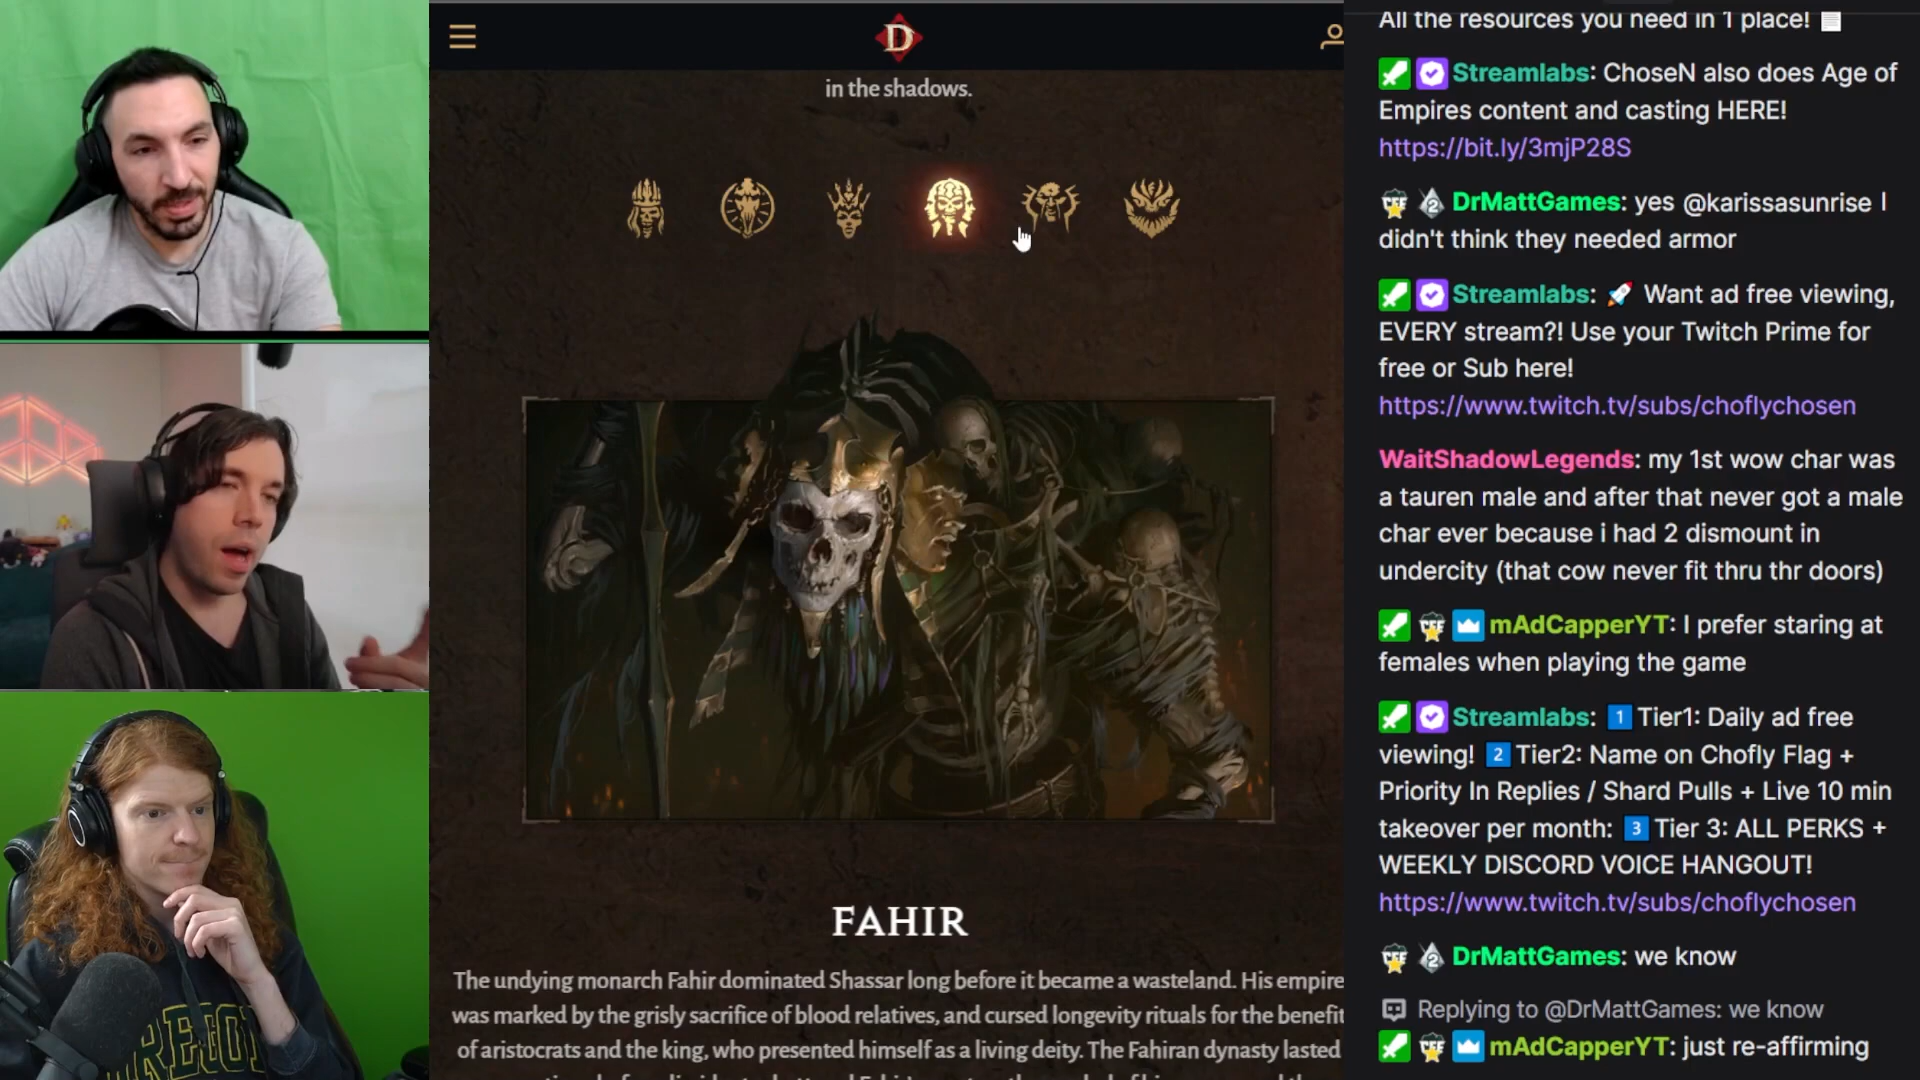 D
in the shadows.
FAHIR
The undying monarch Fahir dominated Shassar long before it became a wasteland. His empire
was marked by the grisly sacrifice of blood relatives, and cursed longevity rituals for the benefit
of aristocrats and the king, who presented himself as a living deity. The Fahiran dynasty lasted
All the resources you need in 1 place!
Streamlabs: ChoseN also does Age of
Empires content and casting HERE!
https://bit.ly/3mjP28S
DrMattGames: yes @karissasunrise I
didn't think they needed armor
Streamlabs: 🚀 Want ad free viewing,
EVERY stream?! Use your Twitch Prime for
free or Sub here!
https://www.twitch.tv/subs/choflychosen
WaitShadowLegends: my 1st wow char was
a tauren male and after that never got a male
char ever because i had 2 dismount in
undercity (that cow never fit thru thr doors)
mAdCapperYT: I prefer staring at
females when playing the game
Streamlabs: 1 Tier1: Daily ad free
viewing! 2 Tier2: Name on Chofly Flag +
Priority In Replies / Shard Pulls + Live 10 min
takeover per month: 3 Tier 3: ALL PERKS +
WEEKLY DISCORD VOICE HANGOUT!
https://www.twitch.tv/subs/choflychosen
DrMattGames: we know
Replying to @DrMattGames: we know
mAdCapperYT: just re-affirming